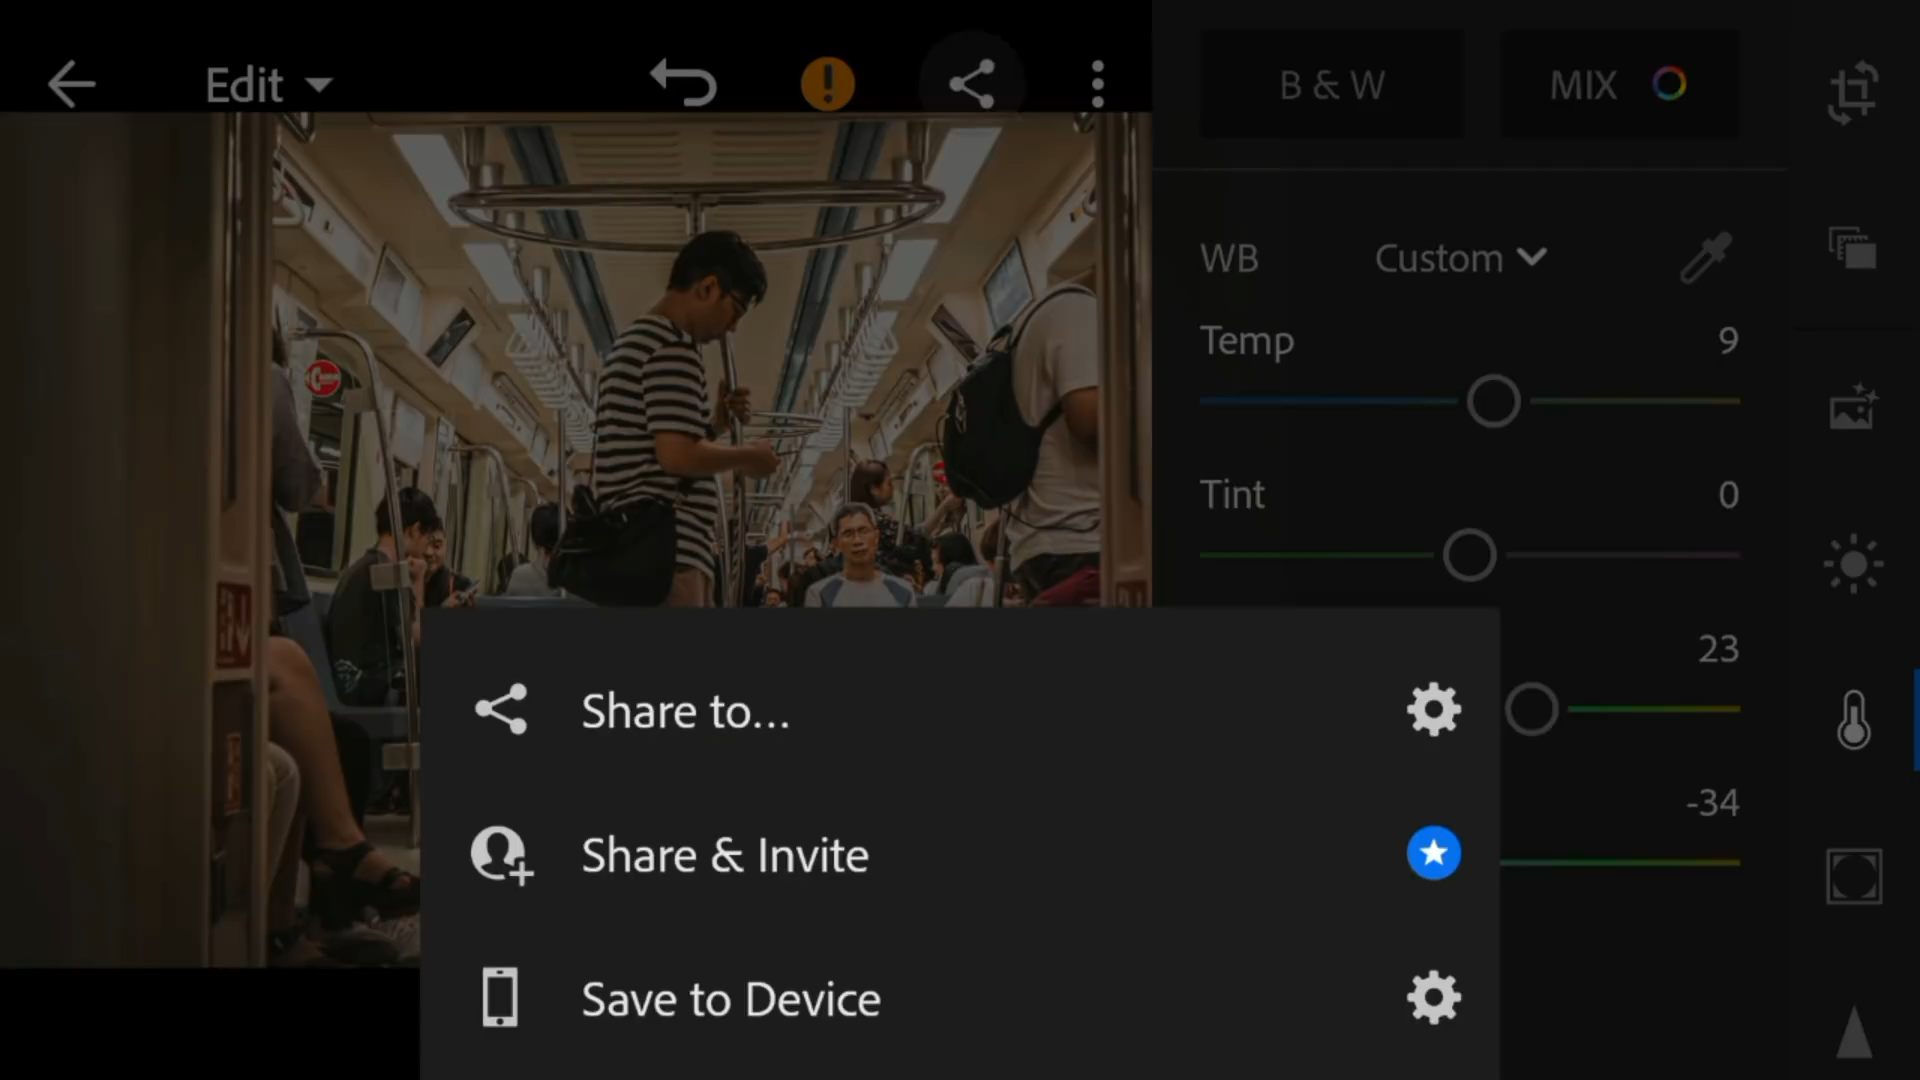 Edit
B & W
MIX
WB
Custom
Temp
9
Tint
0
23
-34
Share to...
Share & Invite
Save to Device